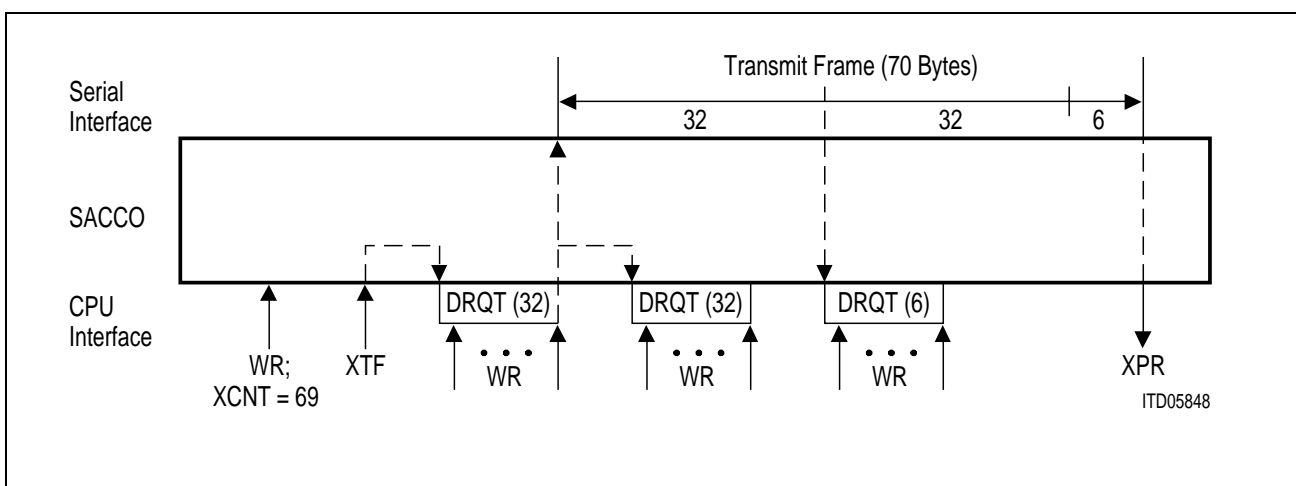 Transmit Frame (70 Bytes)
Serial
Interface
32
32
6
SACCO
CPU
Interface
DRQT (32)
DRQT (32)
DRQT (6)
WR;
XCNT = 69
XTF
WR
WR
WR
XPR
ITD05848